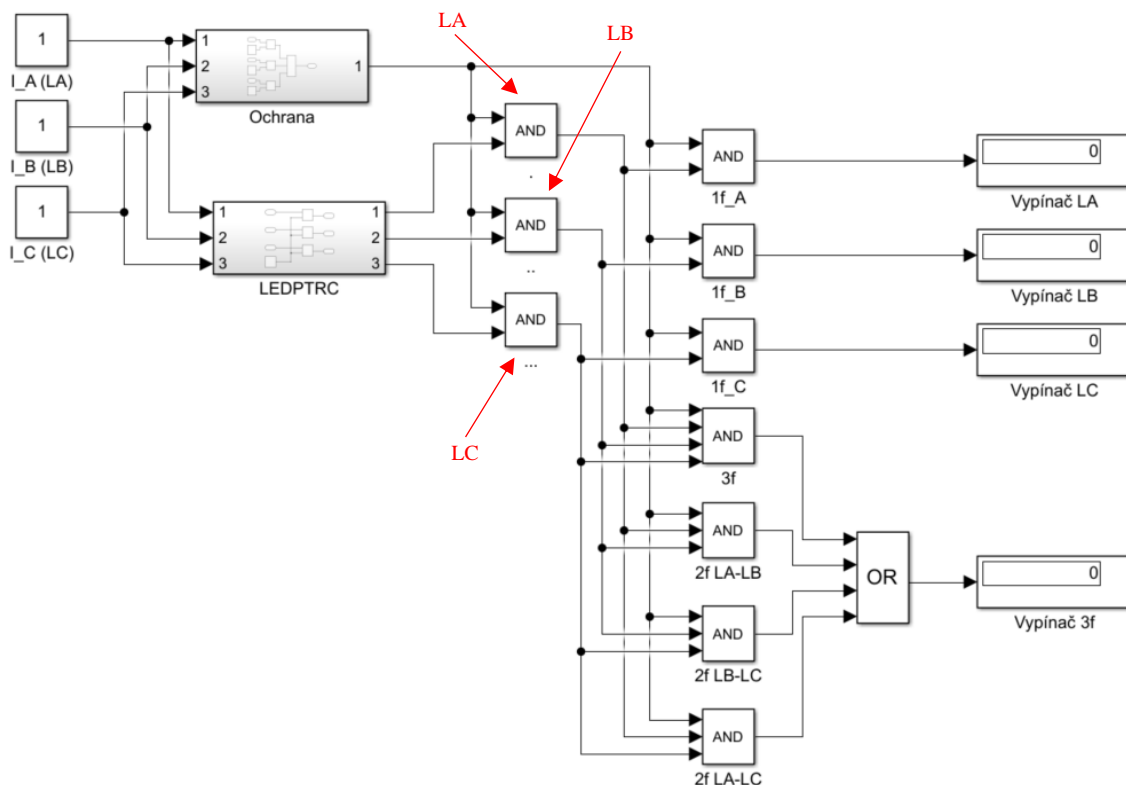 LA
LB
1
I_A (LA)
1
I_B (LB)
1
I_C (LC)
1
2
3
1
Ochrana
1
2
3
1
2
3
LEDPTRC
AND
.
AND
..
AND
...
LC
AND
1f_A
AND
1f_B
AND
1f_C
AND
3f
AND
2f LA-LB
AND
2f LB-LC
AND
2f LA-LC
OR
0
Vypínač LA
0
Vypínač LB
0
Vypínač LC
0
Vypínač 3f